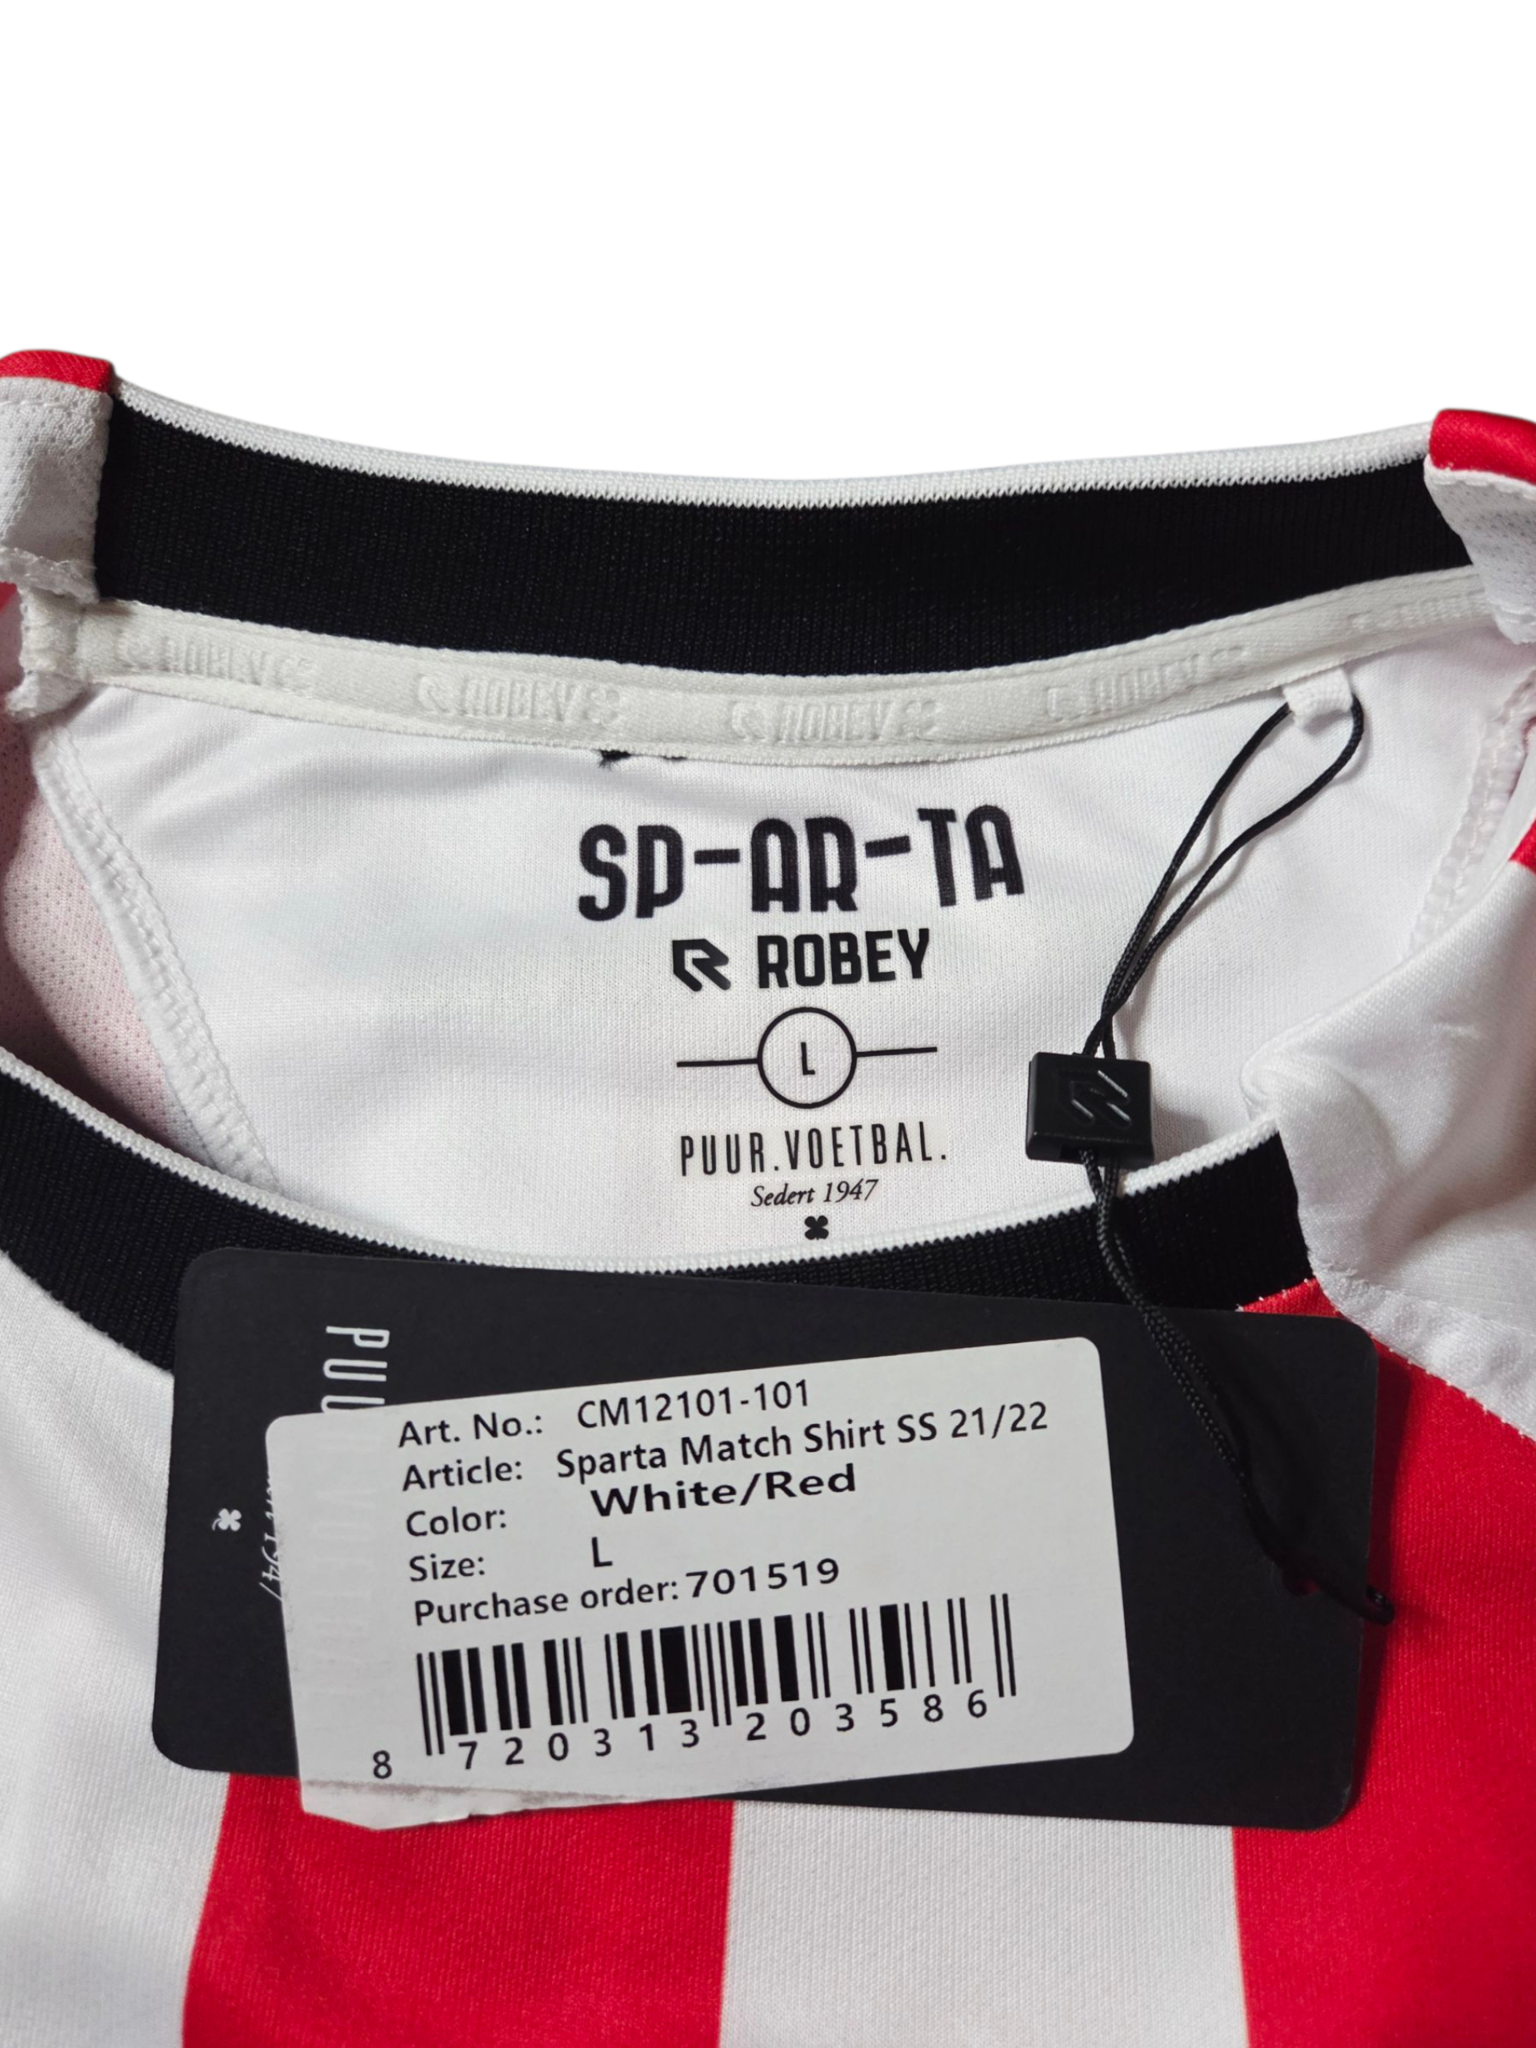 ROBEY
ROBEY
ROBEY
ROBEY
SP-AR-TA
ROBEY
L
PUUR.VOETBAL.
Sedert 1947
Art. No.: CM12101-101
Article: Sparta Match Shirt SS 21/22
Color: White/Red
Size: L
Purchase order: 701519
8 720313 203586